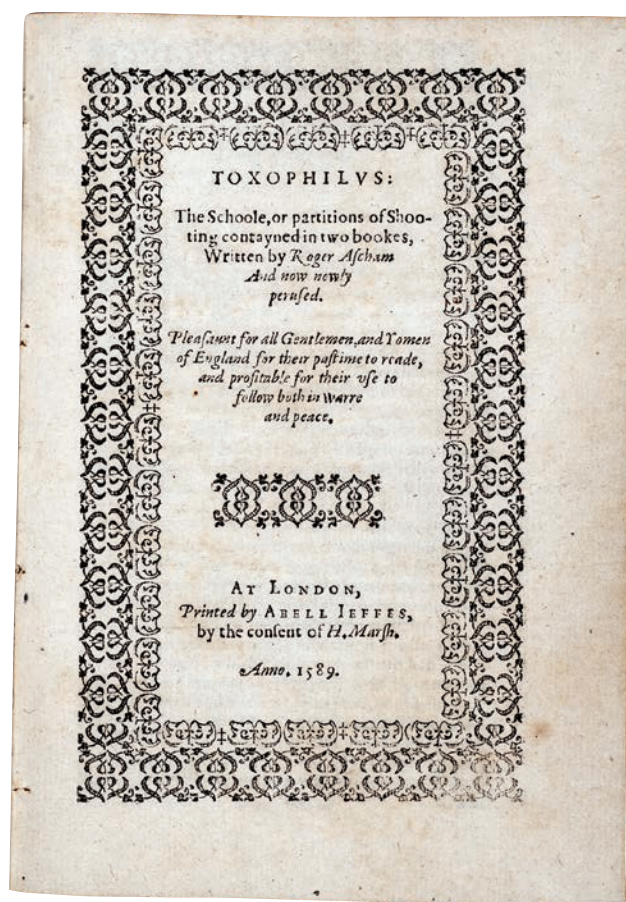 TOXOPHILVS:
The Schoole, or partitions of Shoo-
ting contayned in two bookes,
Written by Roger Aſcham
And now newly
peruſed.
Pleaſaunt for all Gentlemen, and Yomen
of England for their paſtime to reade,
and profitable for their vſe to
follow both in warre
and peace.
AT LONDON,
Printed by ABELL IEFFES,
by the conſent of H. Marſh.
Anno. 1589.